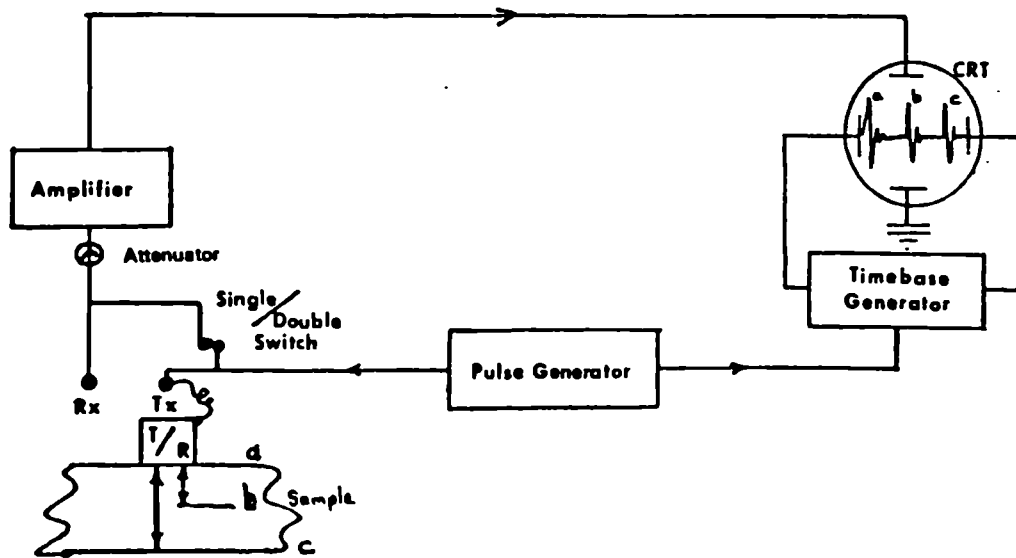 CRT
a b c
Amplifier
Attenuator
Timebase
Generator
Single/
Double
Switch
Pulse Generator
Rx
Tx
T/R
a
b
Sample
c